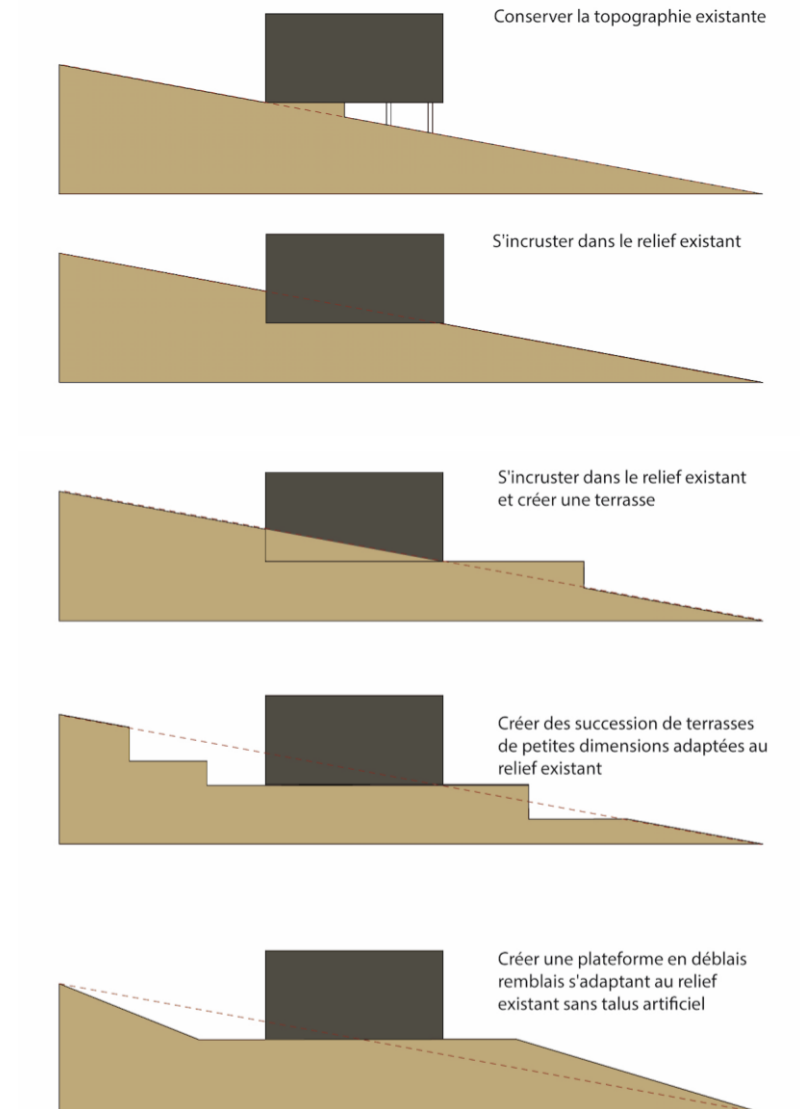 Conserver la topographie existante
S'incruster dans le relief existant
S'incruster dans le relief existant
et créer une terrasse
Créer des succession de terrasses
de petites dimensions adaptées au
relief existant
Créer une plateforme en déblais
remblais s'adaptant au relief
existant sans talus artificiel